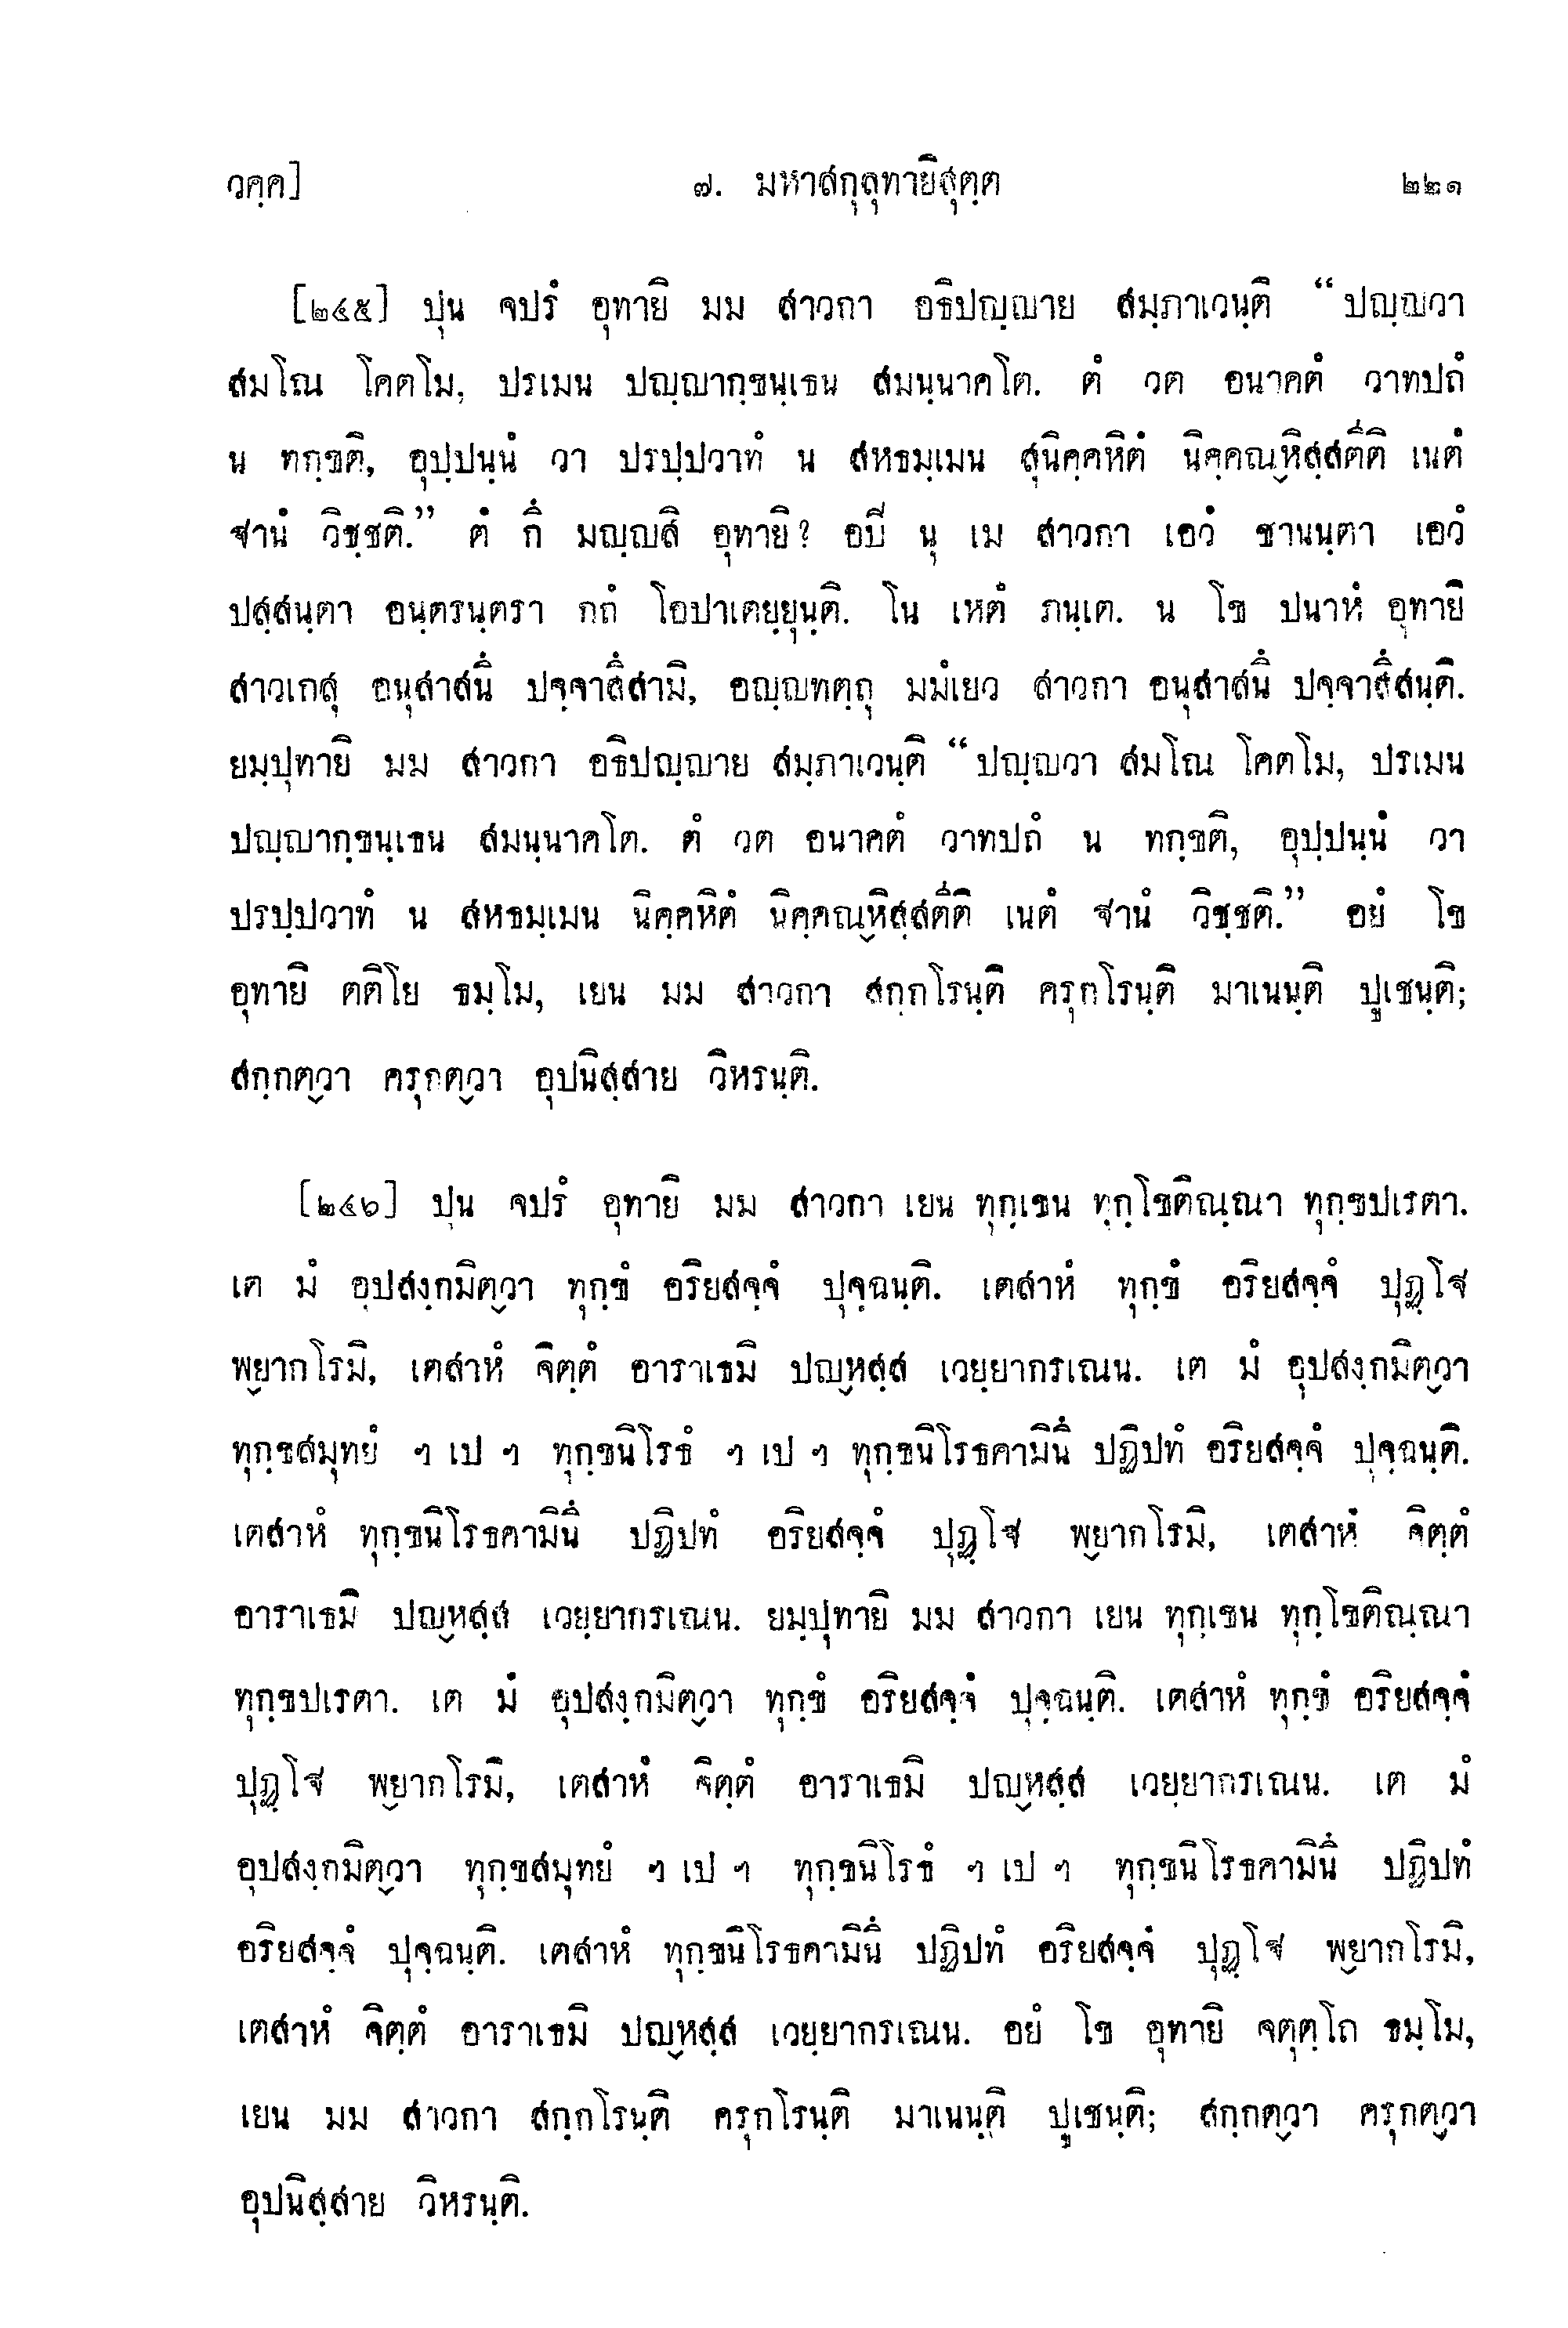 วคฺค]	๗. มหาสกุลุทายิสุตฺต	๒๒๑
[๒๔๕] ปุน จปรํ อุทายิ มม สาวกา อธิปญฺญาย สมฺภาเวนฺติ “ ปญฺญวา
สมโณ โคตโม, ปรเมน ปญฺญากฺขนฺเธน สมนฺนาคโต. ตํ วต อนาคตํ วาทปถํ
น ทกฺขติ, อุปฺปนฺนํ วา ปรปฺปวาทํ น สหธมฺเมน สุนิคฺคหิตํ นิคฺคณฺหิสฺสตีติ เนตํ
ฐานํ วิชฺชติ.” ตํ กึ มญฺญสิ อุทายิ? อปิ นุ เม สาวกา เอวํ ชานนฺตา เอวํ
ปสฺสนฺตา อนฺตรนฺตรา กถํ โอปาเตยฺยุนฺติ. โน เหตํ ภนฺเต. น โข ปนาหํ อุทายิ
สาวเกสุ อนุสาสนึ ปจฺจาสึสามิ, อญฺญทตฺถุ มมํเยว สาวกา อนุสาสนึ ปจฺจาสึสนฺติ.
ยมฺปุทายิ มม สาวกา อธิปญฺญาย สมฺภาเวนฺติ “ ปญฺญวา สมโณ โคตโม, ปรเมน
ปญฺญากฺขนฺเธน สมนฺนาคโต. ตํ วต อนาคตํ วาทปถํ น ทกฺขติ, อุปฺปนฺนํ วา
ปรปฺปวาทํ น สหธมฺเมน นิคฺคหิตํ นิคฺคณฺหิสฺสตีติ เนตํ ฐานํ วิชฺชติ.” อยํ โข
อุทายิ ตติโย ธมฺโม, เยน มม สาวกา สกฺกโรนฺติ ครุกโรนฺติ มาเนนฺติ ปูเชนฺติ;
สกฺกตฺวา ครุกตฺวา อุปนิสฺสาย วิหรนฺติ.
[๒๔๖] ปุน จปรํ อุทายิ มม สาวกา เยน ทุกฺเขน ทุกฺโขติณฺณา ทุกฺขปเรตา.
เต มํ อุปสงฺกมิตฺวา ทุกฺขํ อริยสจฺจํ ปุจฺฉนฺติ. เตสาหํ ทุกฺขํ อริยสจฺจํ ปุฏฺโฐ
พฺยากโรมิ, เตสาหํ จิตฺตํ อาราเธมิ ปญฺหสฺส เวยฺยากรเณน. เต มํ อุปสงฺกมิตฺวา
ทุกฺขสมุทยํ ฯ เป ฯ ทุกฺขนิโรธํ ฯ เป ฯ ทุกฺขนิโรธคามินึ ปฏิปทํ อริยสจฺจํ ปุจฺฉนฺติ.
เตสาหํ ทุกฺขนิโรธคามินึ ปฏิปทํ อริยสจฺจํ ปุฏฺโฐ พฺยากโรมิ, เตสาหํ จิตฺตํ
อาราเธมิ ปญฺหสฺส เวยฺยากรเณน. ยมฺปุทายิ มม สาวกา เยน ทุกฺเขน ทุกฺโขติณฺณา
ทุกฺขปเรตา. เต มํ อุปสงฺกมิตฺวา ทุกฺขํ อริยสจฺจํ ปุจฺฉนฺติ. เตสาหํ ทุกฺขํ อริยสจฺจํ
ปุฏฺโฐ พฺยากโรมิ, เตสาหํ จิตฺตํ อาราเธมิ ปญฺหสฺส เวยฺยากรเณน. เต มํ
อุปสงฺกมิตฺวา ทุกฺขสมุทยํ ฯ เป ฯ ทุกฺขนิโรธํ ฯ เป ฯ ทุกฺขนิโรธคามินึ ปฏิปทํ
อริยสจฺจํ ปุจฺฉนฺติ. เตสาหํ ทุกฺขนิโรธคามินึ ปฏิปทํ อริยสจฺจํ ปุฏฺโฐ พฺยากโรมิ,
เตสาหํ จิตฺตํ อาราเธมิ ปญฺหสฺส เวยฺยากรเณน. อยํ โข อุทายิ จตุตฺโถ ธมฺโม,
เยน มม สาวกา สกฺกโรนฺติ ครุกโรนฺติ มาเนนฺติ ปูเชนฺติ; สกฺกตฺวา ครุกตฺวา
อุปนิสฺสาย วิหรนฺติ.